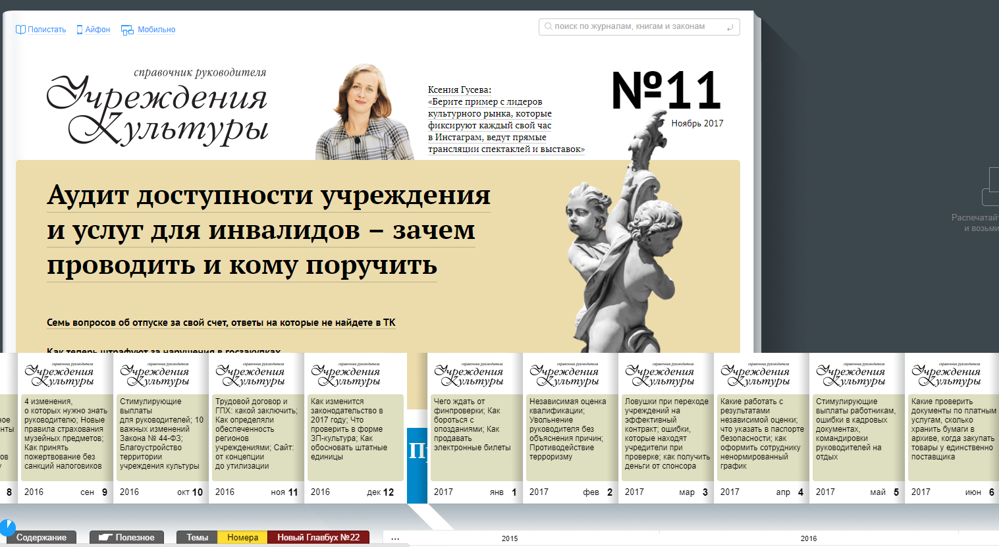 Полистать Айфон Мобильно
поиск по журналам, книгам и законам
справочник руководителя
Учреждения
Культуры
Ксения Гусева:
«Берите пример с лидеров
культурного рынка, которые
фиксируют каждый свой час
в Инстаграм, ведут прямые
трансляции спектаклей и выставок»
№11
Ноябрь 2017
Аудит доступности учреждения
и услуг для инвалидов – зачем
проводить и кому поручить
Семь вопросов об отпуске за свой счет, ответы на которые не найдете в ТК
Как теперь штрафуют за нарушения в госзакупках
Распечатай
и возьми
8
справочник руководителя
Учреждения
Культуры
4 изменения,
о которых нужно знать
руководителю; Новые
правила страхования
музейных предметов;
Как принять
пожертвование без
санкций налоговиков
2016 сен 9
справочник руководителя
Учреждения
Культуры
Стимулирующие
выплаты
для руководителей; 10
важных изменений
Закона № 44-ФЗ;
Благоустройство
территории
учреждения культуры
2016 окт 10
справочник руководителя
Учреждения
Культуры
Трудовой договор и
ГПХ: какой заключить;
Как определяли
обеспеченность
регионов
учреждениями; Сайт:
от концепции
до утилизации
2016 ноя 11
справочник руководителя
Учреждения
Культуры
Как изменится
законодательство в
2017 году; Что
проверить в форме
ЗП-культура; Как
обосновать штатные
единицы
2016 дек 12
справочник руководителя
Учреждения
Культуры
Чего ждать от
финпроверки; Как
бороться с
опозданиями; Как
продавать
электронные билеты
2017 янв 1
справочник руководителя
Учреждения
Культуры
Независимая оценка
квалификации;
Увольнение
руководителя без
объяснения причин;
Противодействие
терроризму
2017 фев 2
справочник руководителя
Учреждения
Культуры
Ловушки при переходе
учреждений на
эффективный
контракт; ошибки,
которые находят
учредители при
проверке; как получить
деньги от спонсора
2017 мар 3
справочник руководителя
Учреждения
Культуры
Какие работать с
результатами
независимой оценки;
что указать в паспорте
безопасности; как
оформить сотруднику
ненормированный
график
2017 апр 4
справочник руководителя
Учреждения
Культуры
Стимулирующие
выплаты работникам,
ошибки в кадровых
документах,
командировки
руководителей на
отдых
2017 май 5
справочник руководителя
Учреждения
Культуры
Какие проверить
документы по платным
услугам, сколько
хранить бумаги в
архиве, когда закупать
товары у единственно
поставщика
2017 июн 6
Содержание Полезное Темы Номера Новый Главбух №22 ... 2015 2016